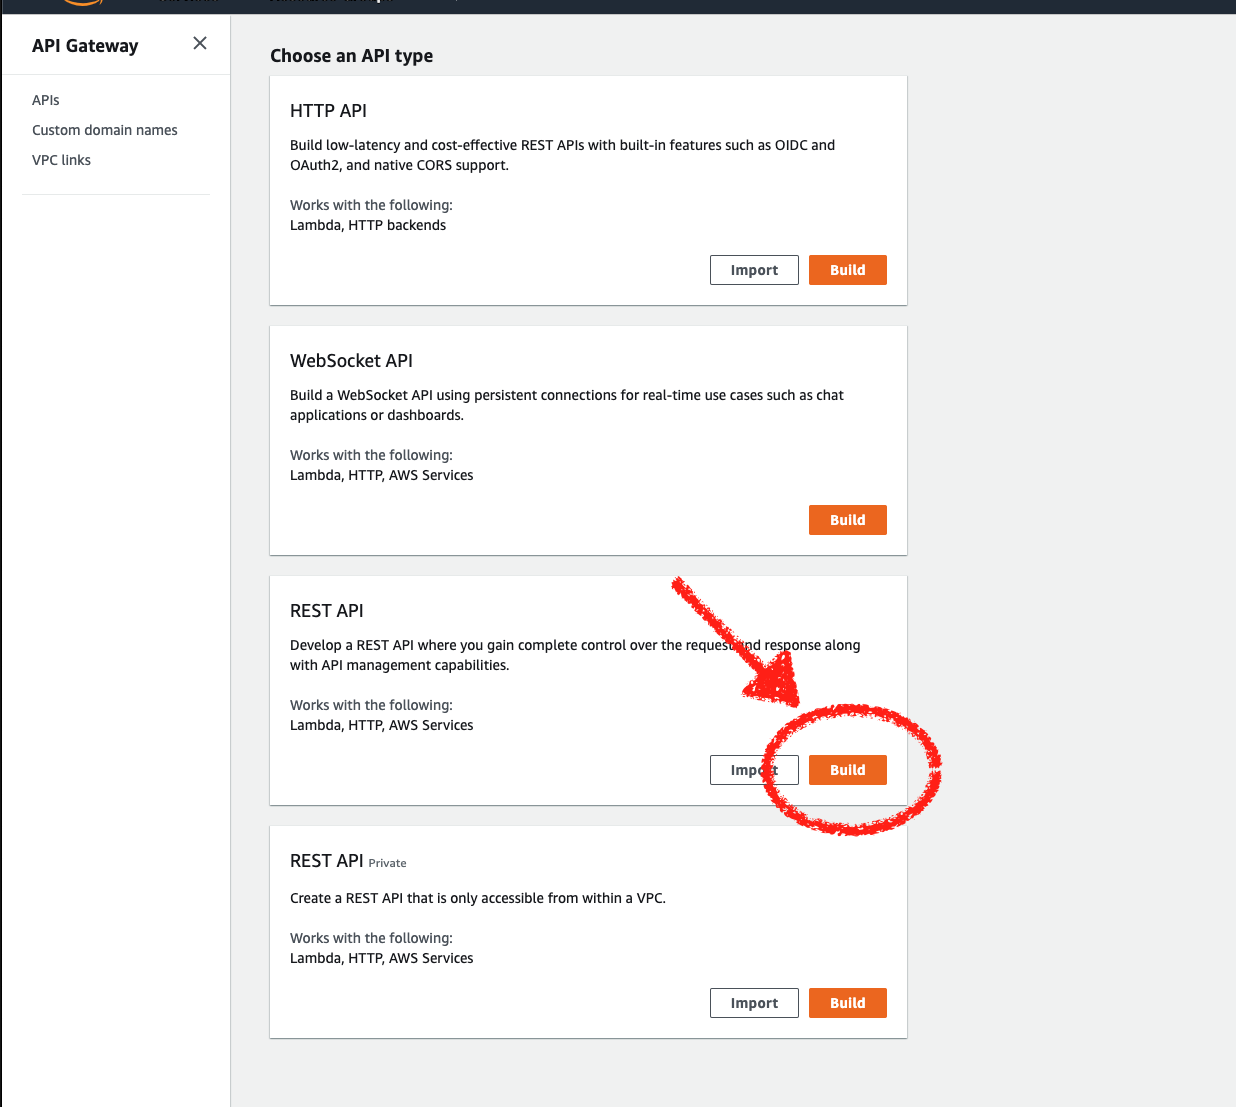 API Gateway
APIs
Custom domain names
VPC links
Choose an API type
HTTP API
Build low-latency and cost-effective REST APIs with built-in features such as OIDC and
OAuth2, and native CORS support.
Works with the following:
Lambda, HTTP backends
Import Build
WebSocket API
Build a WebSocket API using persistent connections for real-time use cases such as chat
applications or dashboards.
Works with the following:
Lambda, HTTP, AWS Services
Build
REST API
Develop a REST API where you gain complete control over the request and response along
with API management capabilities.
Works with the following:
Lambda, HTTP, AWS Services
Import Build
REST API Private
Create a REST API that is only accessible from within a VPC.
Works with the following:
Lambda, HTTP, AWS Services
Import Build